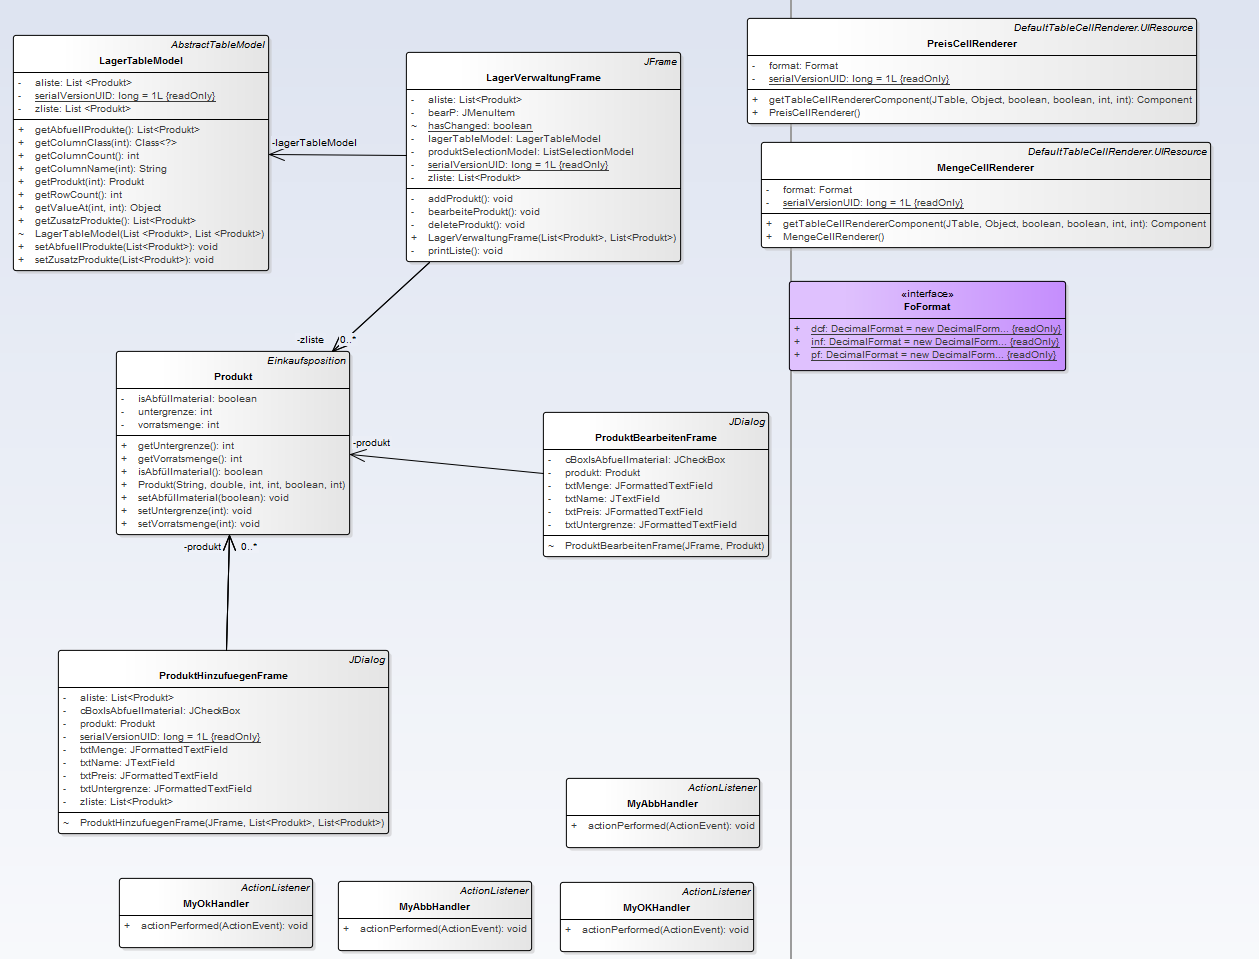 AbstractTableModel
LagerTableModel
- aliste: List <Produkt>
- serialVersionUID: long = 1L {readOnly}
- zliste: List <Produkt>
+ getAbfuellProdukte(): List<Produkt>
+ getColumnClass(int): Class<?>
+ getColumnCount(): int
+ getColumnName(int): String
+ getProdukt(int): Produkt
+ getRowCount(): int
+ getValueAt(int, int): Object
+ getZusatzProdukte(): List<Produkt>
~ LagerTableModel(List <Produkt>, List <Produkt>)
+ setAbfuellProdukte(List<Produkt>): void
+ setZusatzProdukte(List<Produkt>): void
-lagerTableModel
JFrame
LagerVerwaltungFrame
- aliste: List<Produkt>
- bearP: JMenuItem
~ hasChanged: boolean
- lagerTableModel: LagerTableModel
- produktSelectionModel: ListSelectionModel
- serialVersionUID: long = 1L {readOnly}
- zliste: List<Produkt>
- addProdukt(): void
- bearbeiteProdukt(): void
- deleteProdukt(): void
+ LagerVerwaltungFrame(List<Produkt>, List<Produkt>)
- printListe(): void
DefaultTableCellRenderer.UIResource
PreisCellRenderer
- format: Format
- serialVersionUID: long = 1L {readOnly}
+ getTableCellRendererComponent(JTable, Object, boolean, boolean, int, int): Component
+ PreisCellRenderer()
DefaultTableCellRenderer.UIResource
MengeCellRenderer
- format: Format
- serialVersionUID: long = 1L {readOnly}
+ getTableCellRendererComponent(JTable, Object, boolean, boolean, int, int): Component
+ MengeCellRenderer()
«interface»
FoFormat
+ dcf: DecimalFormat = new DecimalForm... {readOnly}
+ inf: DecimalFormat = new DecimalForm... {readOnly}
+ pf: DecimalFormat = new DecimalForm... {readOnly}
-zliste 0..*
Einkaufsposition
Produkt
- isAbfüllmaterial: boolean
- untergrenze: int
- vorratsmenge: int
+ getUntergrenze(): int
+ getVorratsmenge(): int
+ isAbfüllmaterial(): boolean
+ Produkt(String, double, int, int, boolean, int)
+ setAbfüllmaterial(boolean): void
+ setUntergrenze(int): void
+ setVorratsmenge(int): void
-produkt
JDialog
ProduktBearbeitenFrame
- cBoxIsAbfuellmaterial: JCheckBox
- produkt: Produkt
- txtMenge: JFormattedTextField
- txtName: JTextField
- txtPreis: JFormattedTextField
- txtUntergrenze: JFormattedTextField
~ ProduktBearbeitenFrame(JFrame, Produkt)
-produkt 0..*
JDialog
ProduktHinzufuegenFrame
- aliste: List<Produkt>
- cBoxIsAbfuellmaterial: JCheckBox
- produkt: Produkt
- serialVersionUID: long = 1L {readOnly}
- txtMenge: JFormattedTextField
- txtName: JTextField
- txtPreis: JFormattedTextField
- txtUntergrenze: JFormattedTextField
- zliste: List<Produkt>
~ ProduktHinzufuegenFrame(JFrame, List<Produkt>, List<Produkt>)
ActionListener
MyAbbHandler
+ actionPerformed(ActionEvent): void
ActionListener
MyOkHandler
+ actionPerformed(ActionEvent): void
ActionListener
MyAbbHandler
+ actionPerformed(ActionEvent): void
ActionListener
MyOKHandler
+ actionPerformed(ActionEvent): void